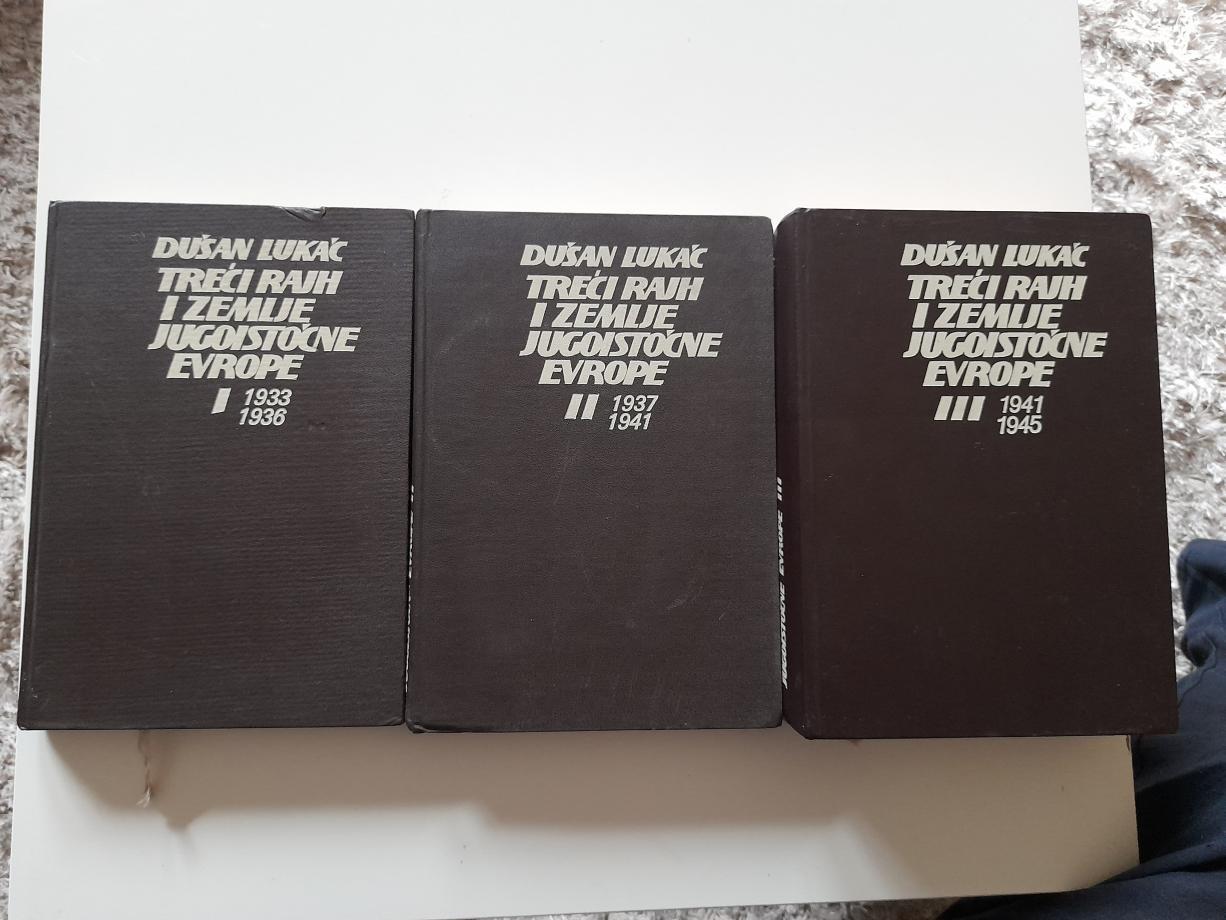 DUŠAN LUKAČ
TREĆI RAJH
I ZEMLJE
JUGOISTOČNE
EVROPE
I 1933
1936
DUŠAN LUKAČ
TREĆI RAJH
I ZEMLJE
JUGOISTOČNE
EVROPE
II 1937
1941
DUŠAN LUKAČ
TREĆI RAJH
I ZEMLJE
JUGOISTOČNE
EVROPE
III 1941
1945
JUGOISTOČNE EVROPE III